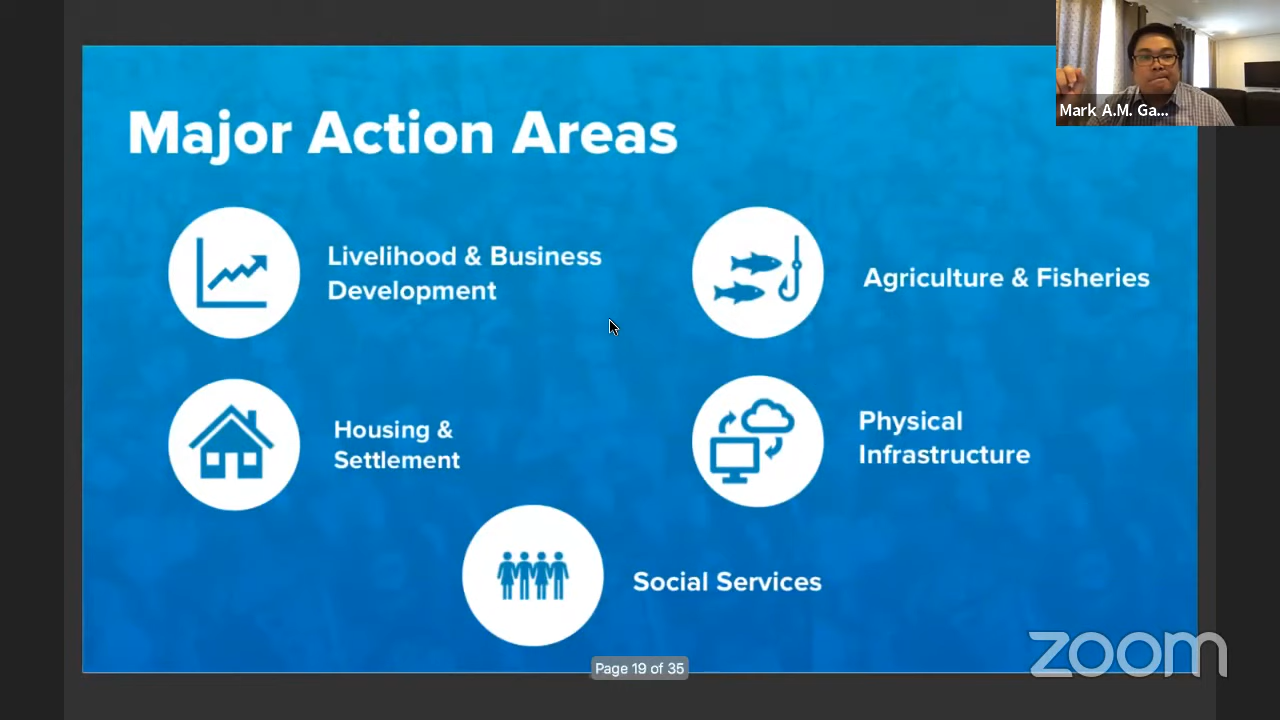 Major Action Areas
Livelihood & Business
Development
Agriculture & Fisheries
Housing &
Settlement
Physical
Infrastructure
Social Services
Page 19 of 35
Mark A.M. Ga...
zoom